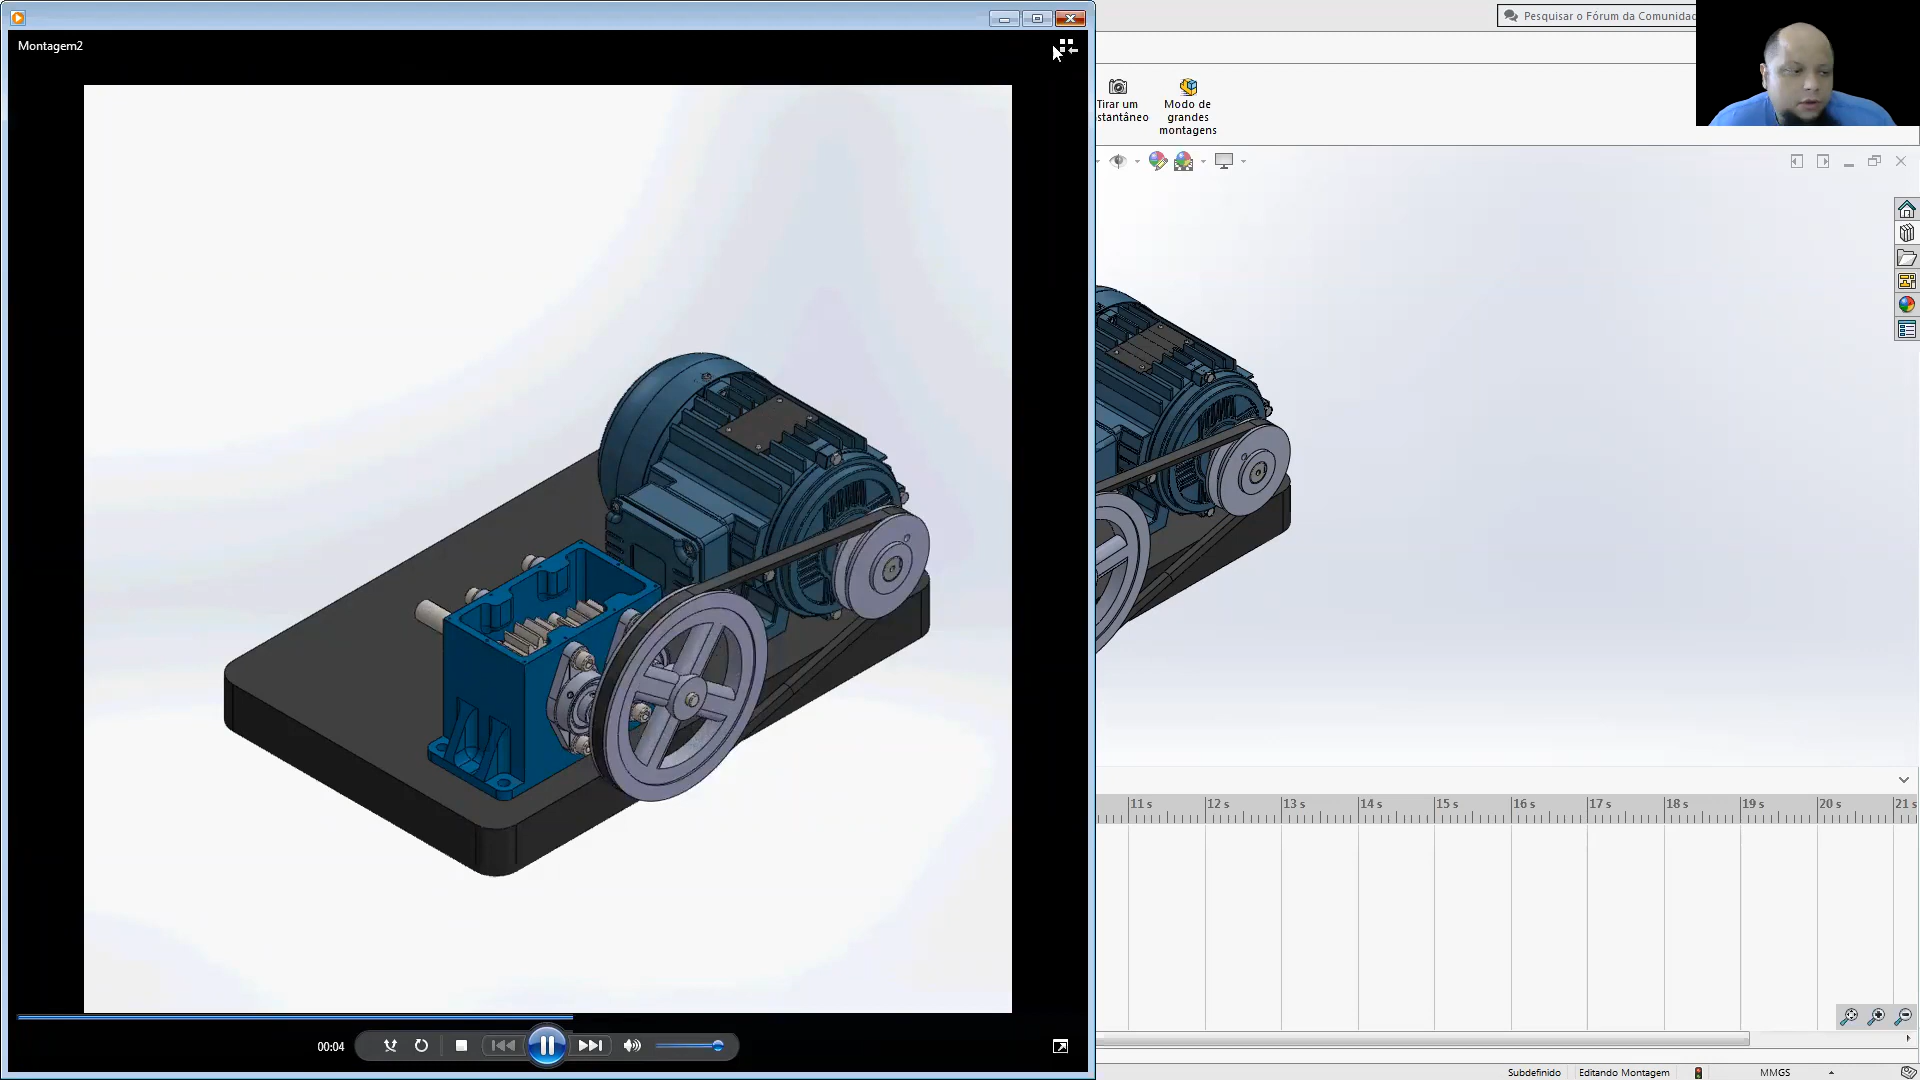 Montagem2
Pesquisar o Fórum da Comunidac
Tirar um
stantâneo
Modo de
grandes
montagens
11 s
12 s
13 s
14 s
15 s
16 s
17 s
18 s
19 s
20 s
21 s
00:04
Subdefinido
Editando Montagem
MMGS